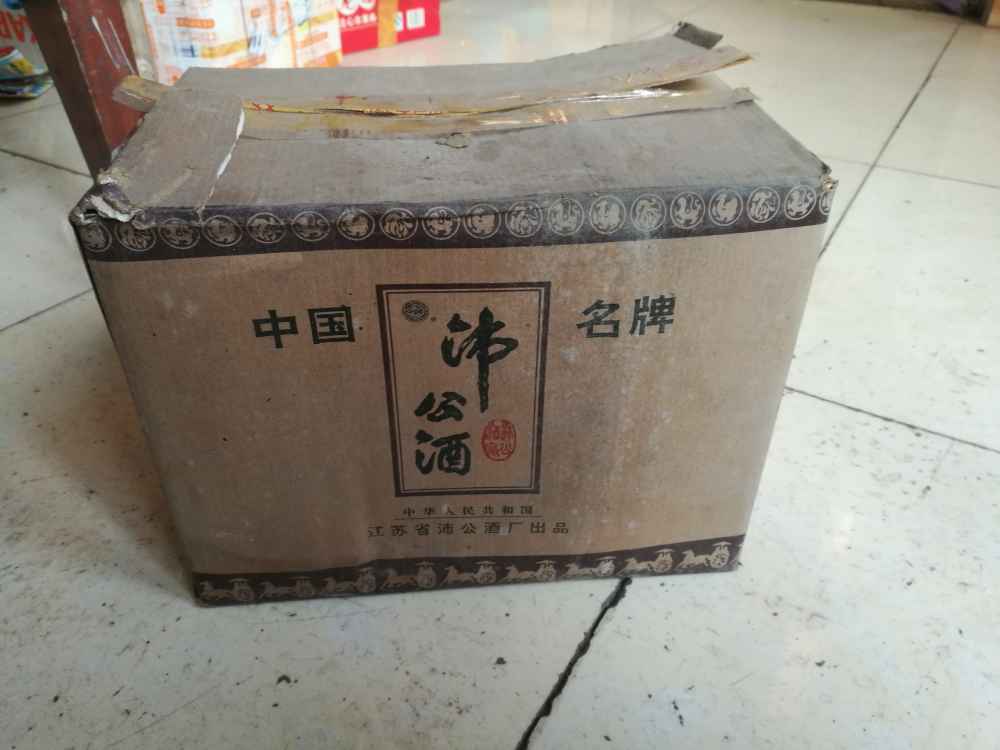 中国
沛
公
酒
名牌
中华人民共和国
江苏省沛公酒厂出品